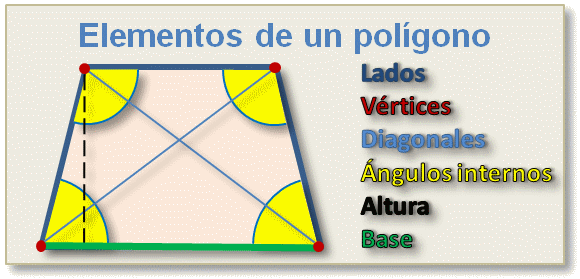 Elementos de un polígono
Lados
Vértices
Diagonales
Ángulos internos
Altura
Base